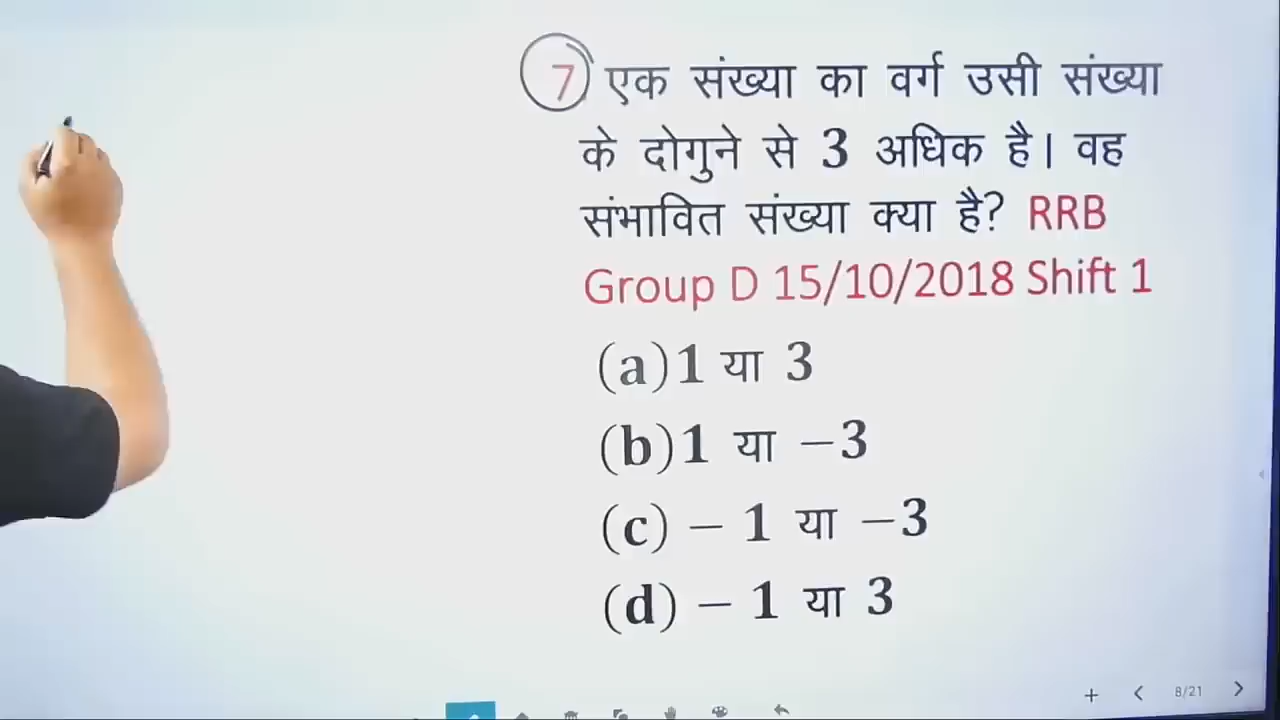 7 एक संख्या का वर्ग उसी संख्या
के दोगुने से 3 अधिक है। वह
संभावित संख्या क्या है? RRB
Group D 15/10/2018 Shift 1
(a) 1 या 3
(b) 1 या −3
(c) − 1 या −3
(d) − 1 या 3
8/21